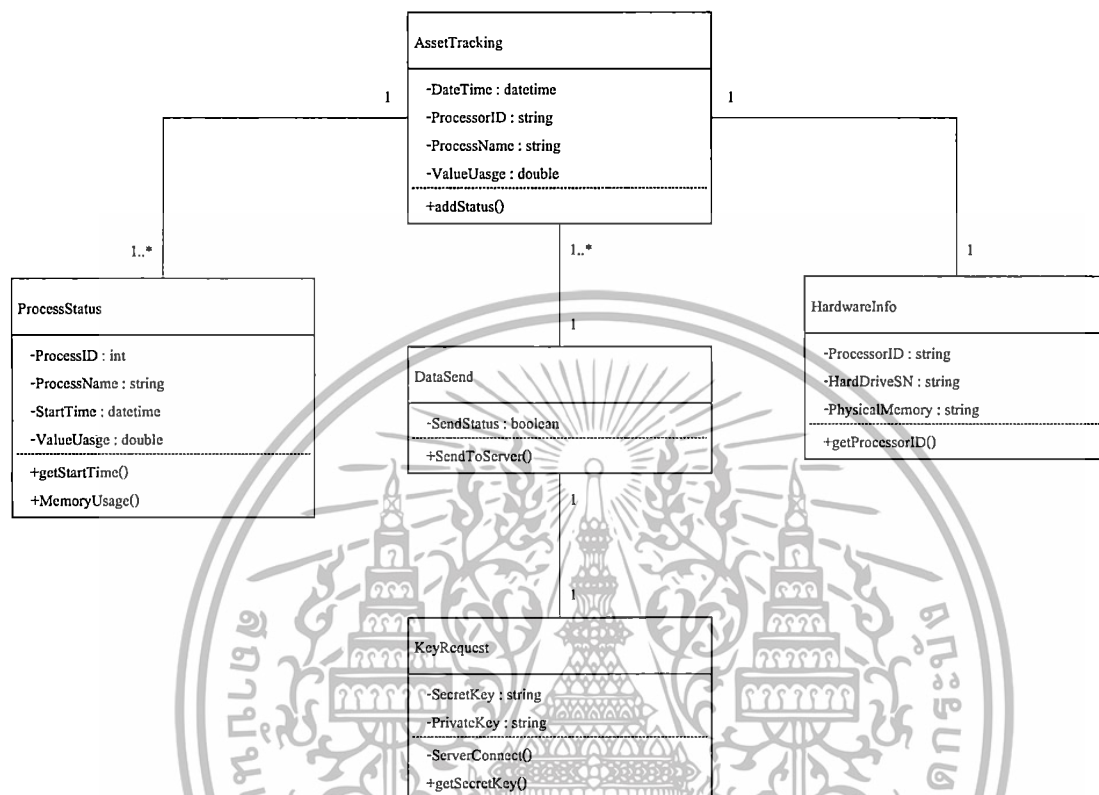 AssetTracking
-DateTime : datetime
-ProcessorID : string
-ProcessName : string
-ValueUasge : double
+addStatus()
1
1
1..*
1..*
1
1
ProcessStatus
-ProcessID : int
-ProcessName : string
-StartTime : datetime
-ValueUasge : double
+getStartTime()
+MemoryUsage()
DataSend
-SendStatus : boolean
+SendToServer()
HardwareInfo
-ProcessorID : string
-HardDriveSN : string
-PhysicalMemory : string
+getProcessorID()
1
1
KeyRequest
-SecretKey : string
-PrivateKey : string
-ServerConnect()
+getSecretKey()